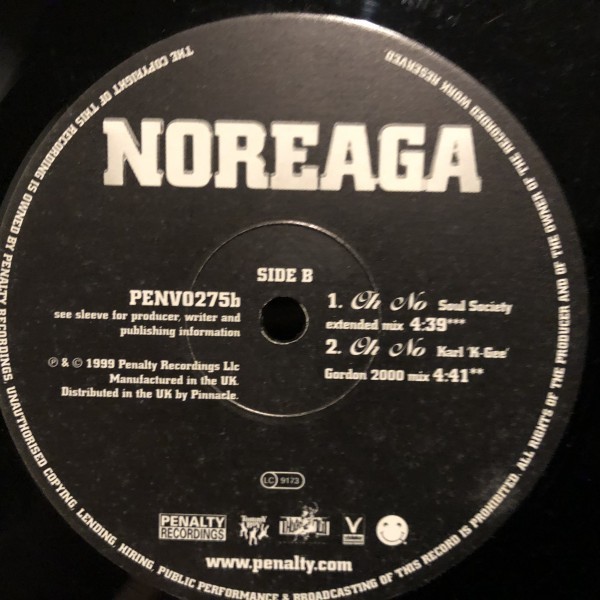 NOREAGA
SIDE B
PENV0275b
see sleeve for producer, writer and
publishing information
℗ & © 1999 Penalty Recordings Llc
Manufactured in the UK.
Distributed in the UK by Pinnacle.
1. Oh No Soul Society
extended mix 4:39***
2. Oh No Karl 'K-Gee'
Gordon 2000 mix 4:41**
LC 9173
PENALTY
RECORDINGS
www.penalty.com
THE COPYRIGHT OF THIS RECORDING IS OWNED BY PENALTY RECORDINGS. UNAUTHORISED COPYING, LENDING, HIRING, PUBLIC PERFORMANCE & BROADCASTING OF THIS RECORD IS PROHIBITED. ALL RIGHTS OF THE PRODUCER AND OF THE OWNER OF THE RECORDED WORK RESERVED